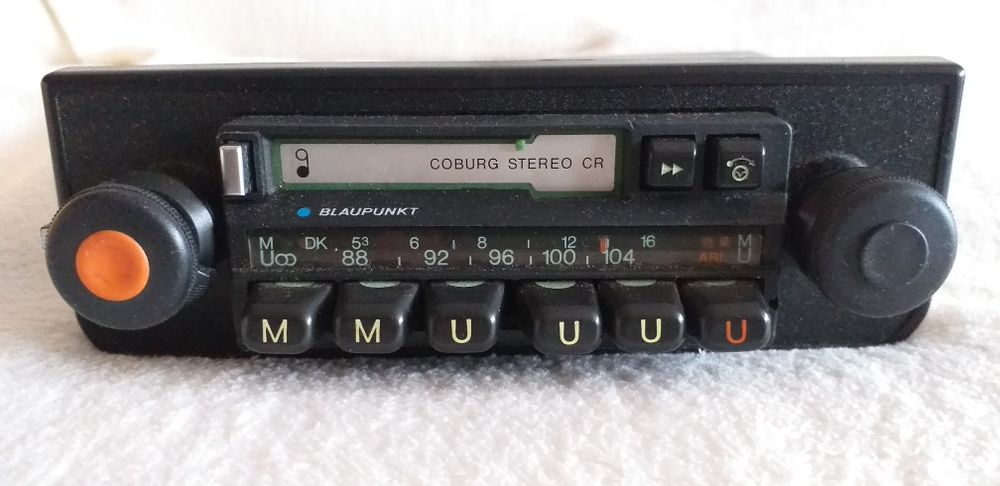 COBURG STEREO CR
BLAUPUNKT
M DK 5³ 6 8 12 16 M
U∞ 88 92 96 100 104 ARI U
M M U U U U